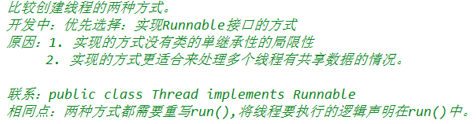 比较创建线程的两种方式。
开发中：优先选择：实现Runnable接口的方式
原因：1. 实现的方式没有类的单继承性的局限性
2. 实现的方式更适合来处理多个线程有共享数据的情况。
联系：public class Thread implements Runnable
相同点：两种方式都需要重写run(),将线程要执行的逻辑声明在run()中。